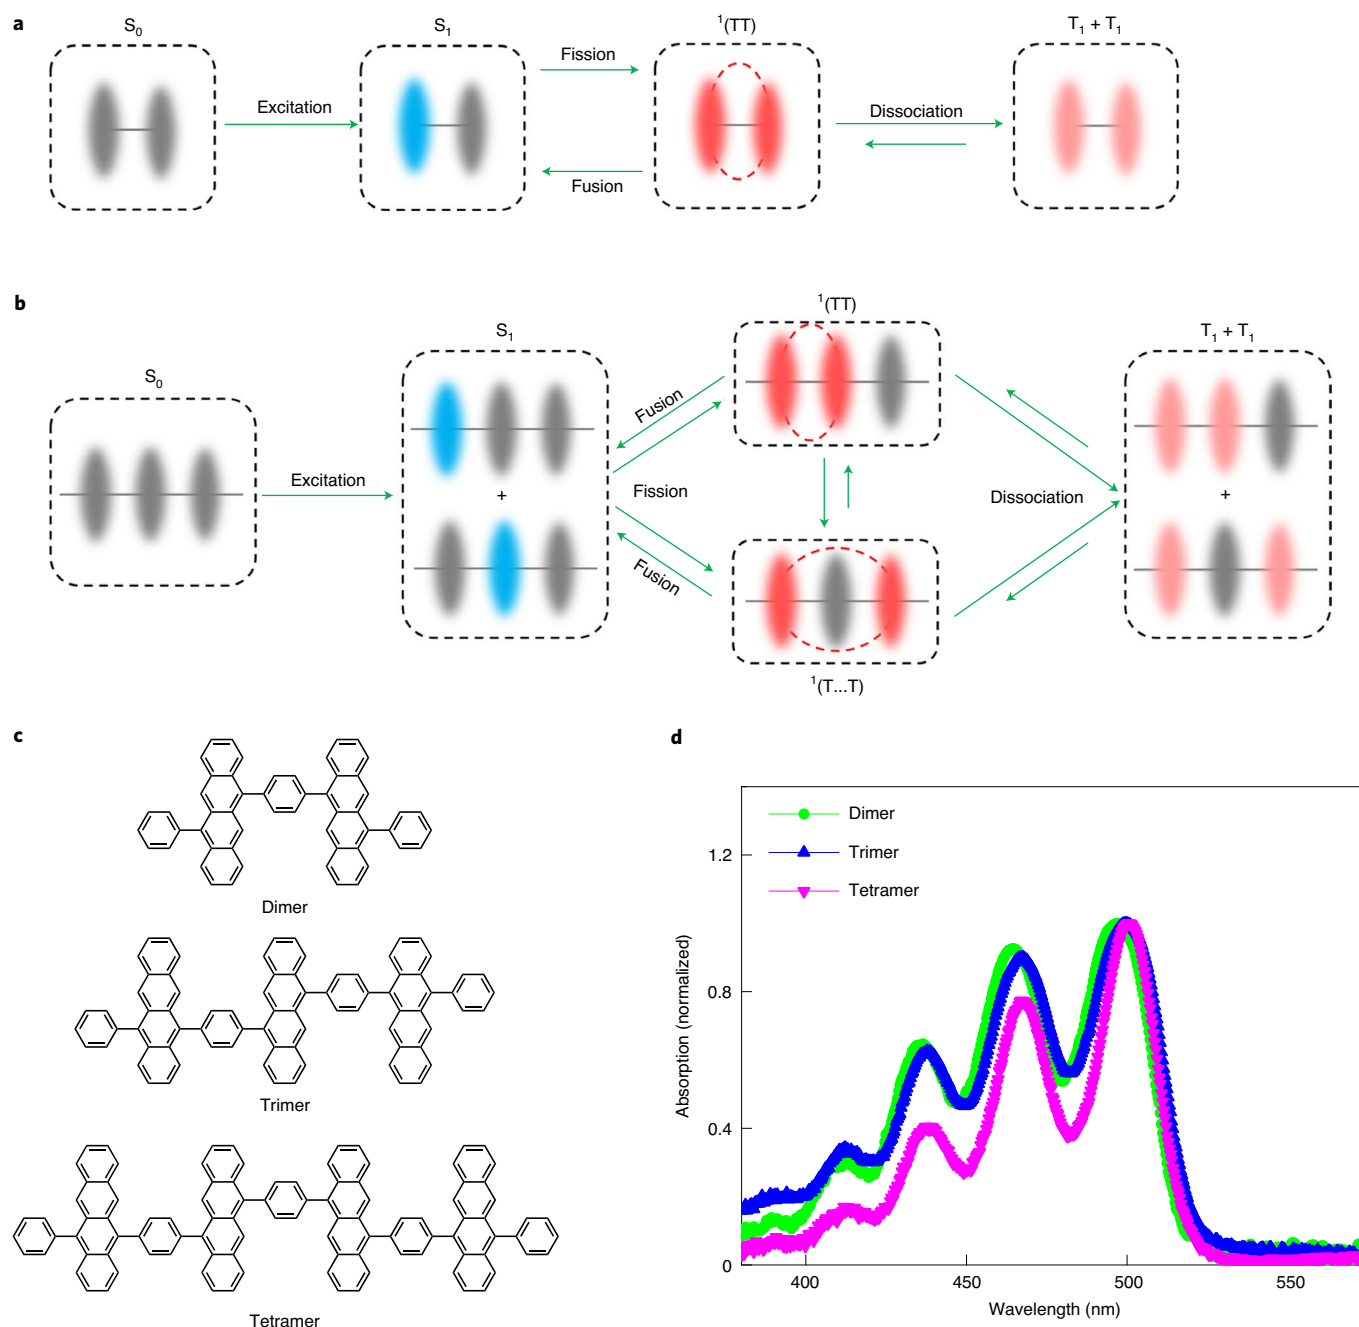 a
S0
S1
1(TT)
T1 + T1
Excitation
Fission
Fusion
Dissociation
b
S0
S1
1(TT)
T1 + T1
Excitation
Fusion
+
Fission
Fusion
Dissociation
+
1(T...T)
c
Dimer
Trimer
Tetramer
d
Dimer
Trimer
Tetramer
1.2
0.8
0.4
0
Absorption (normalized)
400
450
500
550
Wavelength (nm)